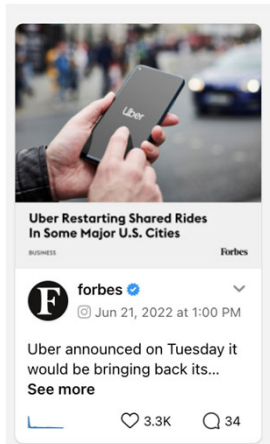 Uber
Uber Restarting Shared Rides
In Some Major U.S. Cities
BUSINESS
Forbes
F
forbes
Jun 21, 2022 at 1:00 PM
Uber announced on Tuesday it
would be bringing back its...
See more
3.3K
34